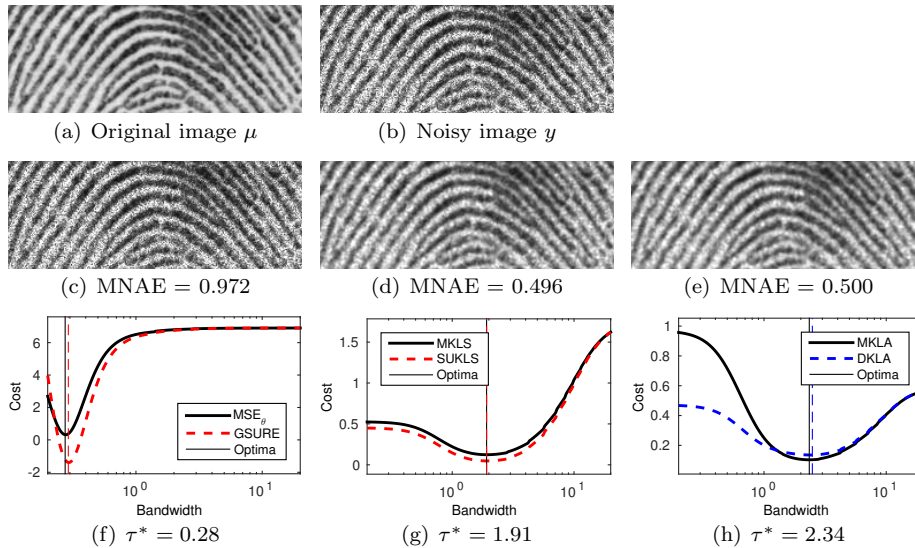 (a) Original image μ
(b) Noisy image y
(c) MNAE = 0.972
(d) MNAE = 0.496
(e) MNAE = 0.500
6
4
2
0
-2
Cost
MSE_θ
GSURE
Optima
10^0
10^1
Bandwidth
(f) τ* = 0.28
1.5
1
0.5
0
Cost
MKLS
SUKLS
Optima
10^0
10^1
Bandwidth
(g) τ* = 1.91
1
0.8
0.6
0.4
0.2
Cost
MKLA
DKLA
Optima
10^0
10^1
Bandwidth
(h) τ* = 2.34